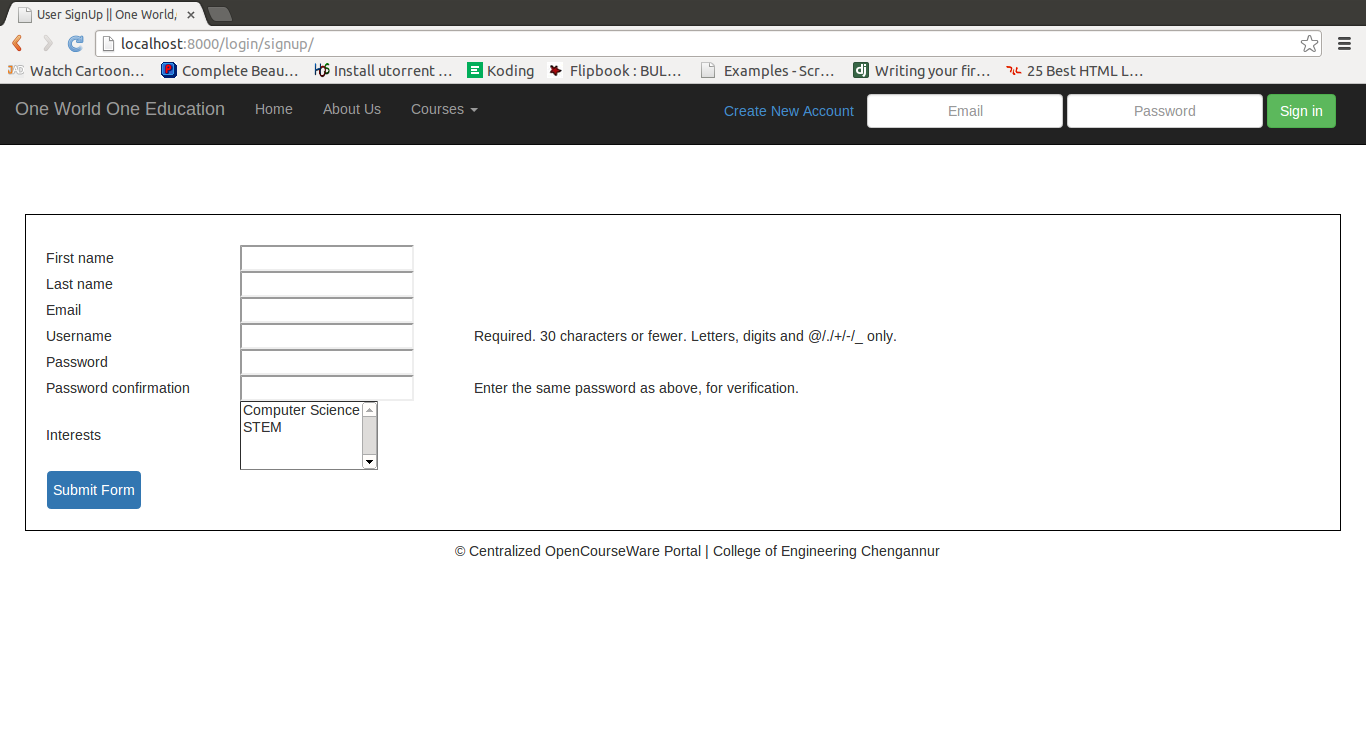 User SignUp || One World,
localhost:8000/login/signup/
Watch Cartoon… Complete Beau… Install utorrent … Koding Flipbook : BUL… Examples - Scr… Writing your fir… 25 Best HTML L…
One World One Education Home About Us Courses Create New Account Email Password Sign in
First name
Last name
Email
Username Required. 30 characters or fewer. Letters, digits and @/./+/-/_ only.
Password
Password confirmation Enter the same password as above, for verification.
Computer Science
STEM
Interests
Submit Form
© Centralized OpenCourseWare Portal | College of Engineering Chengannur